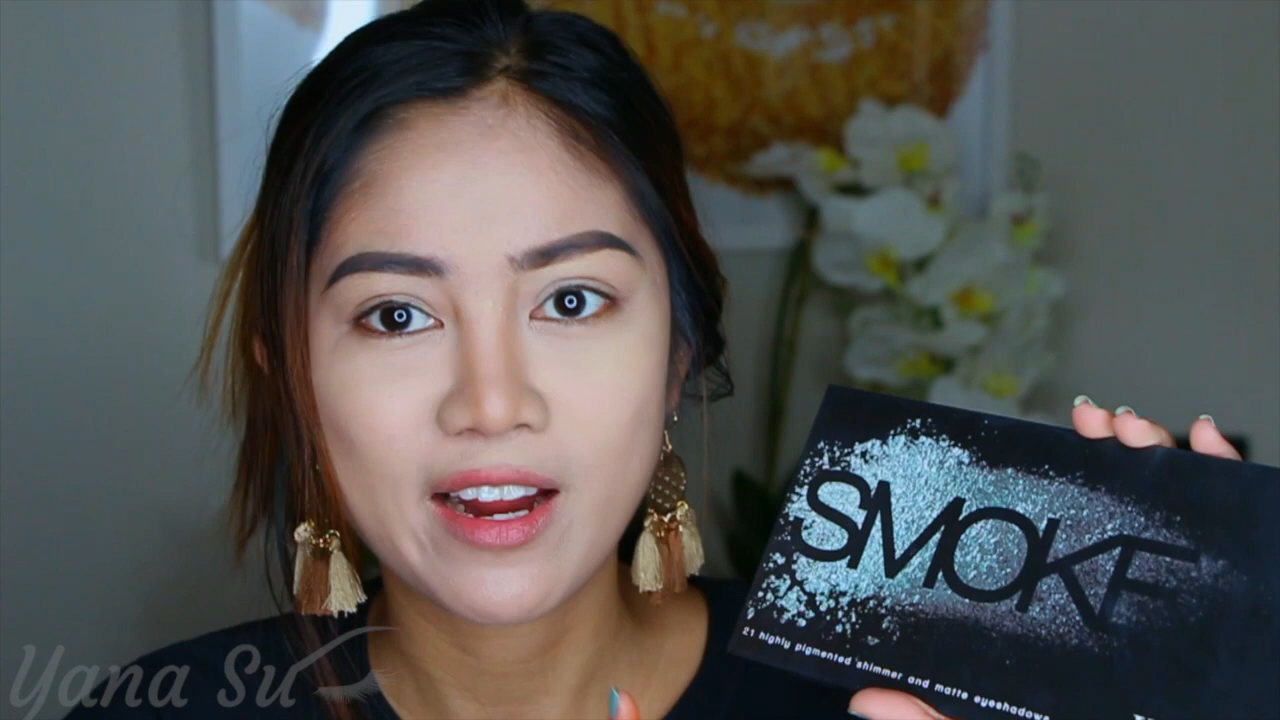 SMOKE
21 highly pigmented shimmer and matte eyeshadows
Yana Su